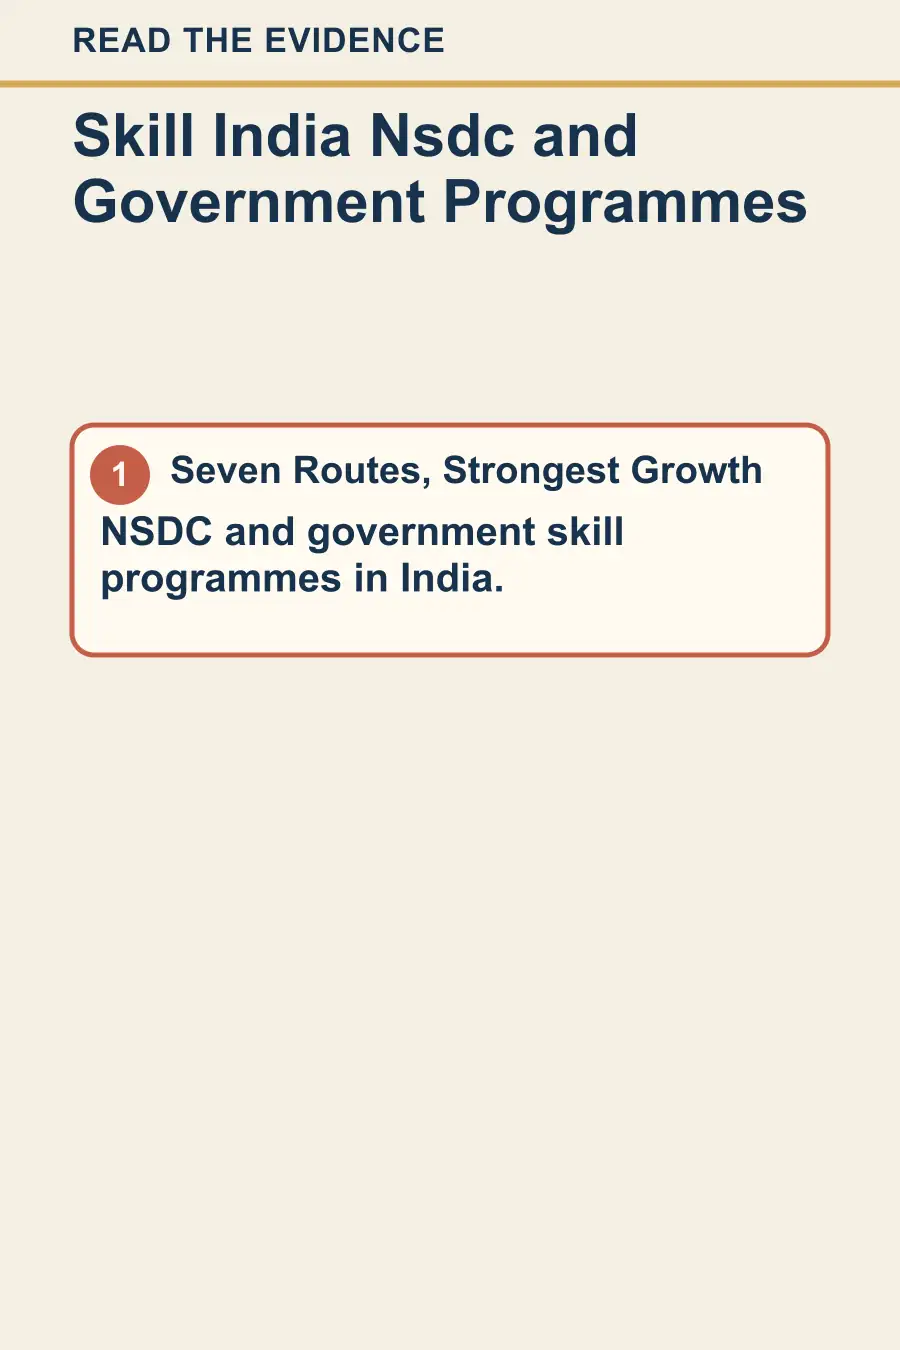 READ THE EVIDENCE
Skill India Nsdc and
Government Programmes
1 Seven Routes, Strongest Growth
NSDC and government skill
programmes in India.